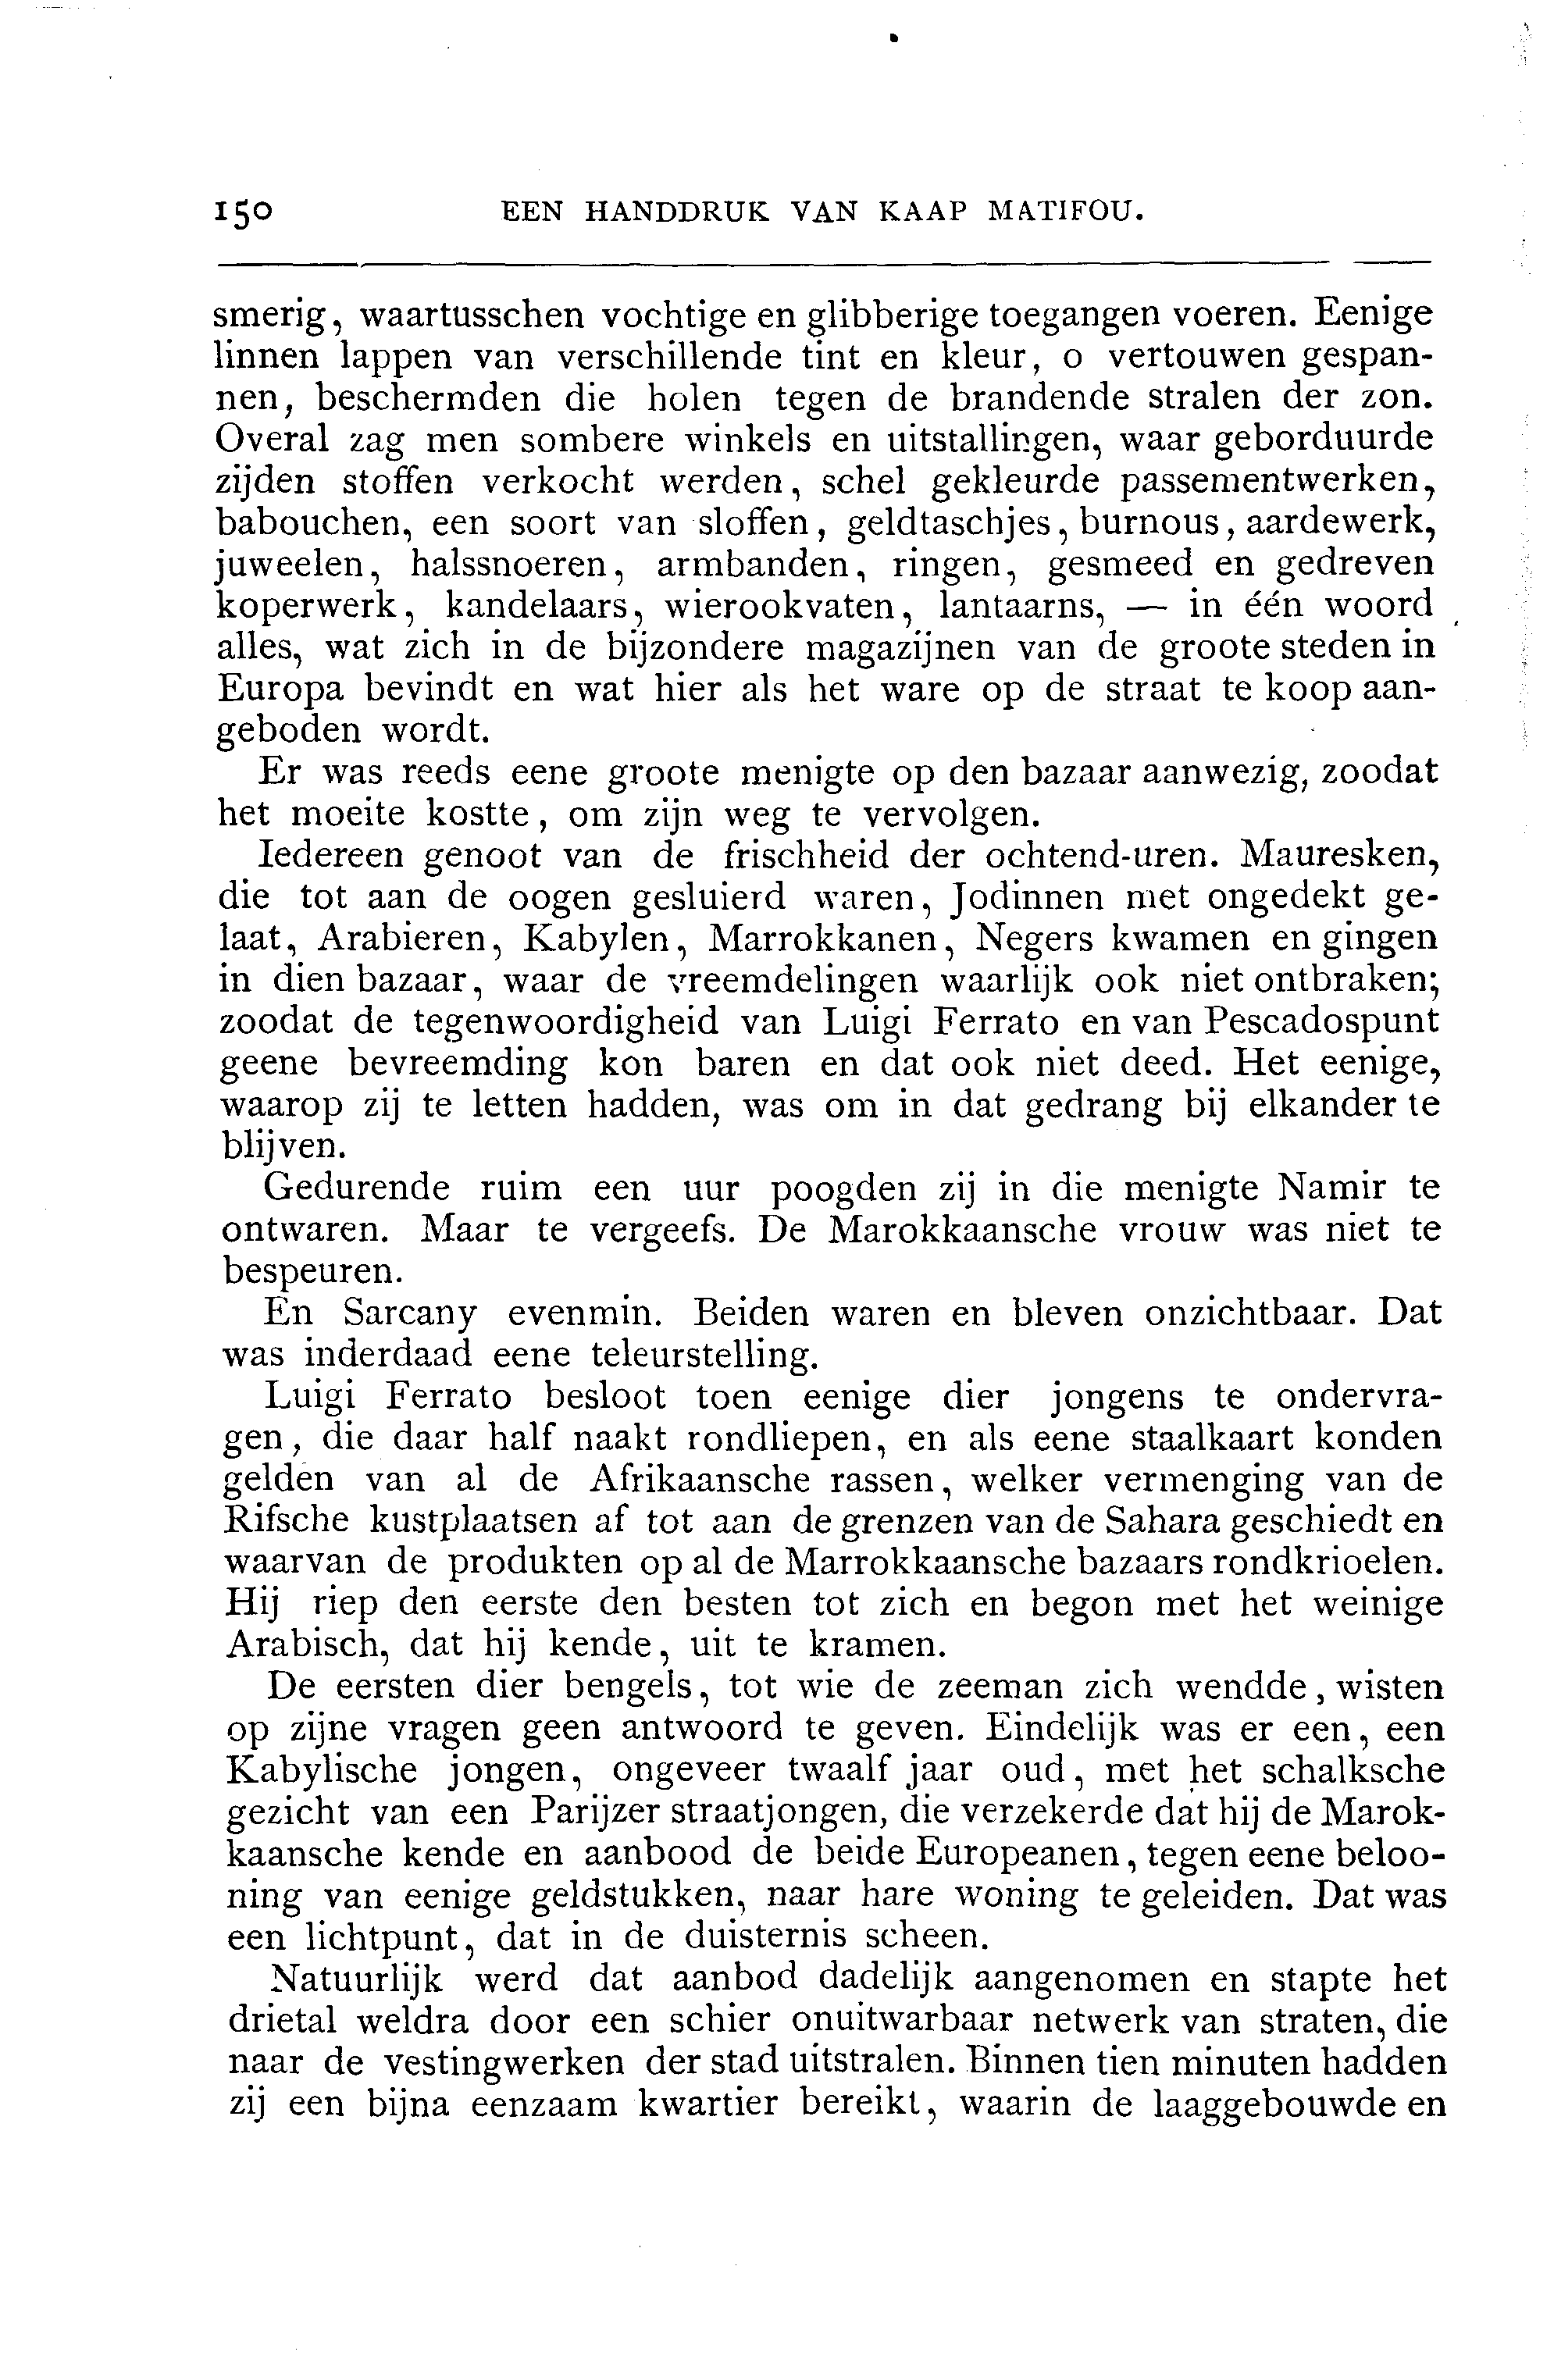 150 EEN HANDDRUK VAN KAAP MATIFOU.
smerig, waartusschen vochtige en glibberige toegangen voeren. Eenige
linnen lappen van verschillende tint en kleur, o vertouwen gespan-
nen, beschermden die holen tegen de brandende stralen der zon.
Overal zag men sombere winkels en uitstallingen, waar geborduurde
zijden stoffen verkocht werden, schel gekleurde passementwerken,
babouchen, een soort van sloffen, geldtaschjes, burnous, aardewerk,
juweelen, halssnoeren, armbanden, ringen, gesmeed en gedreven
koperwerk, kandelaars, wierookvaten, lantaarns, — in één woord
alles, wat zich in de bijzondere magazijnen van de groote steden in
Europa bevindt en wat hier als het ware op de straat te koop aan-
geboden wordt.
Er was reeds eene groote menigte op den bazaar aanwezig, zoodat
het moeite kostte, om zijn weg te vervolgen.
Iedereen genoot van de frischheid der ochtend-uren. Mauresken,
die tot aan de oogen gesluierd waren, Jodinnen met ongedekt ge-
laat, Arabieren, Kabylen, Marrokkanen, Negers kwamen en gingen
in dien bazaar, waar de vreemdelingen waarlijk ook niet ontbraken;
zoodat de tegenwoordigheid van Luigi Ferrato en van Pescadospunt
geene bevreemding kon baren en dat ook niet deed. Het eenige,
waarop zij te letten hadden, was om in dat gedrang bij elkander te
blijven.
Gedurende ruim een uur poogden zij in die menigte Namir te
ontwaren. Maar te vergeefs. De Marokkaansche vrouw was niet te
bespeuren.
En Sarcany evenmin. Beiden waren en bleven onzichtbaar. Dat
was inderdaad eene teleurstelling.
Luigi Ferrato besloot toen eenige dier jongens te ondervra-
gen, die daar half naakt rondliepen, en als eene staalkaart konden
gelden van al de Afrikaansche rassen, welker vermenging van de
Rifsche kustplaatsen af tot aan de grenzen van de Sahara geschiedt en
waarvan de produkten op al de Marrokkaansche bazaars rondkrioelen.
Hij riep den eerste den besten tot zich en begon met het weinige
Arabisch, dat hij kende, uit te kramen.
De eersten dier bengels, tot wie de zeeman zich wendde, wisten
op zijne vragen geen antwoord te geven. Eindelijk was er een, een
Kabylische jongen, ongeveer twaalf jaar oud, met het schalksche
gezicht van een Parijzer straatjongen, die verzekerde dat hij de Marok-
kaansche kende en aanbood de beide Europeanen, tegen eene beloo-
ning van eenige geldstukken, naar hare woning te geleiden. Dat was
een lichtpunt, dat in de duisternis scheen.
Natuurlijk werd dat aanbod dadelijk aangenomen en stapte het
drietal weldra door een schier onuitwarbaar netwerk van straten, die
naar de vestingwerken der stad uitstralen. Binnen tien minuten hadden
zij een bijna eenzaam kwartier bereikt, waarin de laaggebouwde en